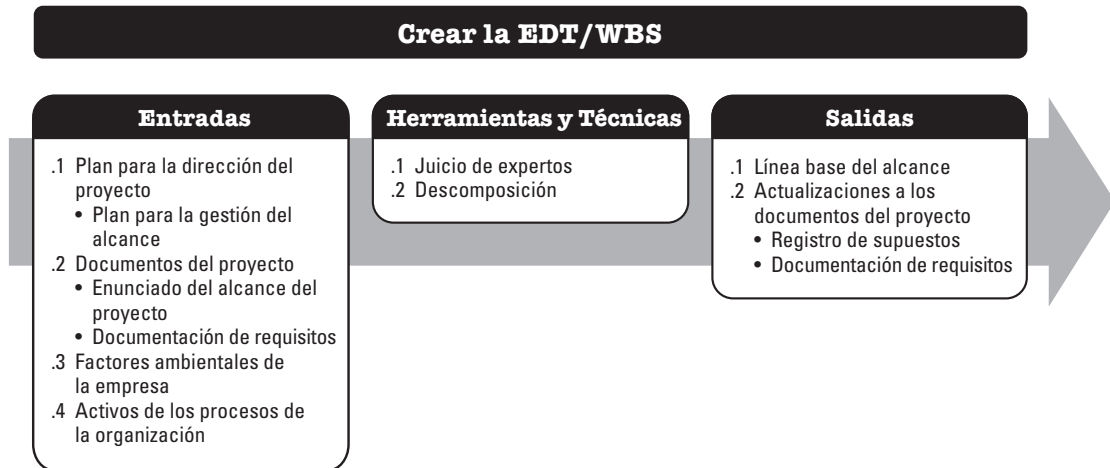 Crear la EDT/WBS
Entradas
.1 Plan para la dirección del
proyecto
• Plan para la gestión del
alcance
.2 Documentos del proyecto
• Enunciado del alcance del
proyecto
• Documentación de requisitos
.3 Factores ambientales de
la empresa
.4 Activos de los procesos de
la organización
Herramientas y Técnicas
.1 Juicio de expertos
.2 Descomposición
Salidas
.1 Línea base del alcance
.2 Actualizaciones a los
documentos del proyecto
• Registro de supuestos
• Documentación de requisitos